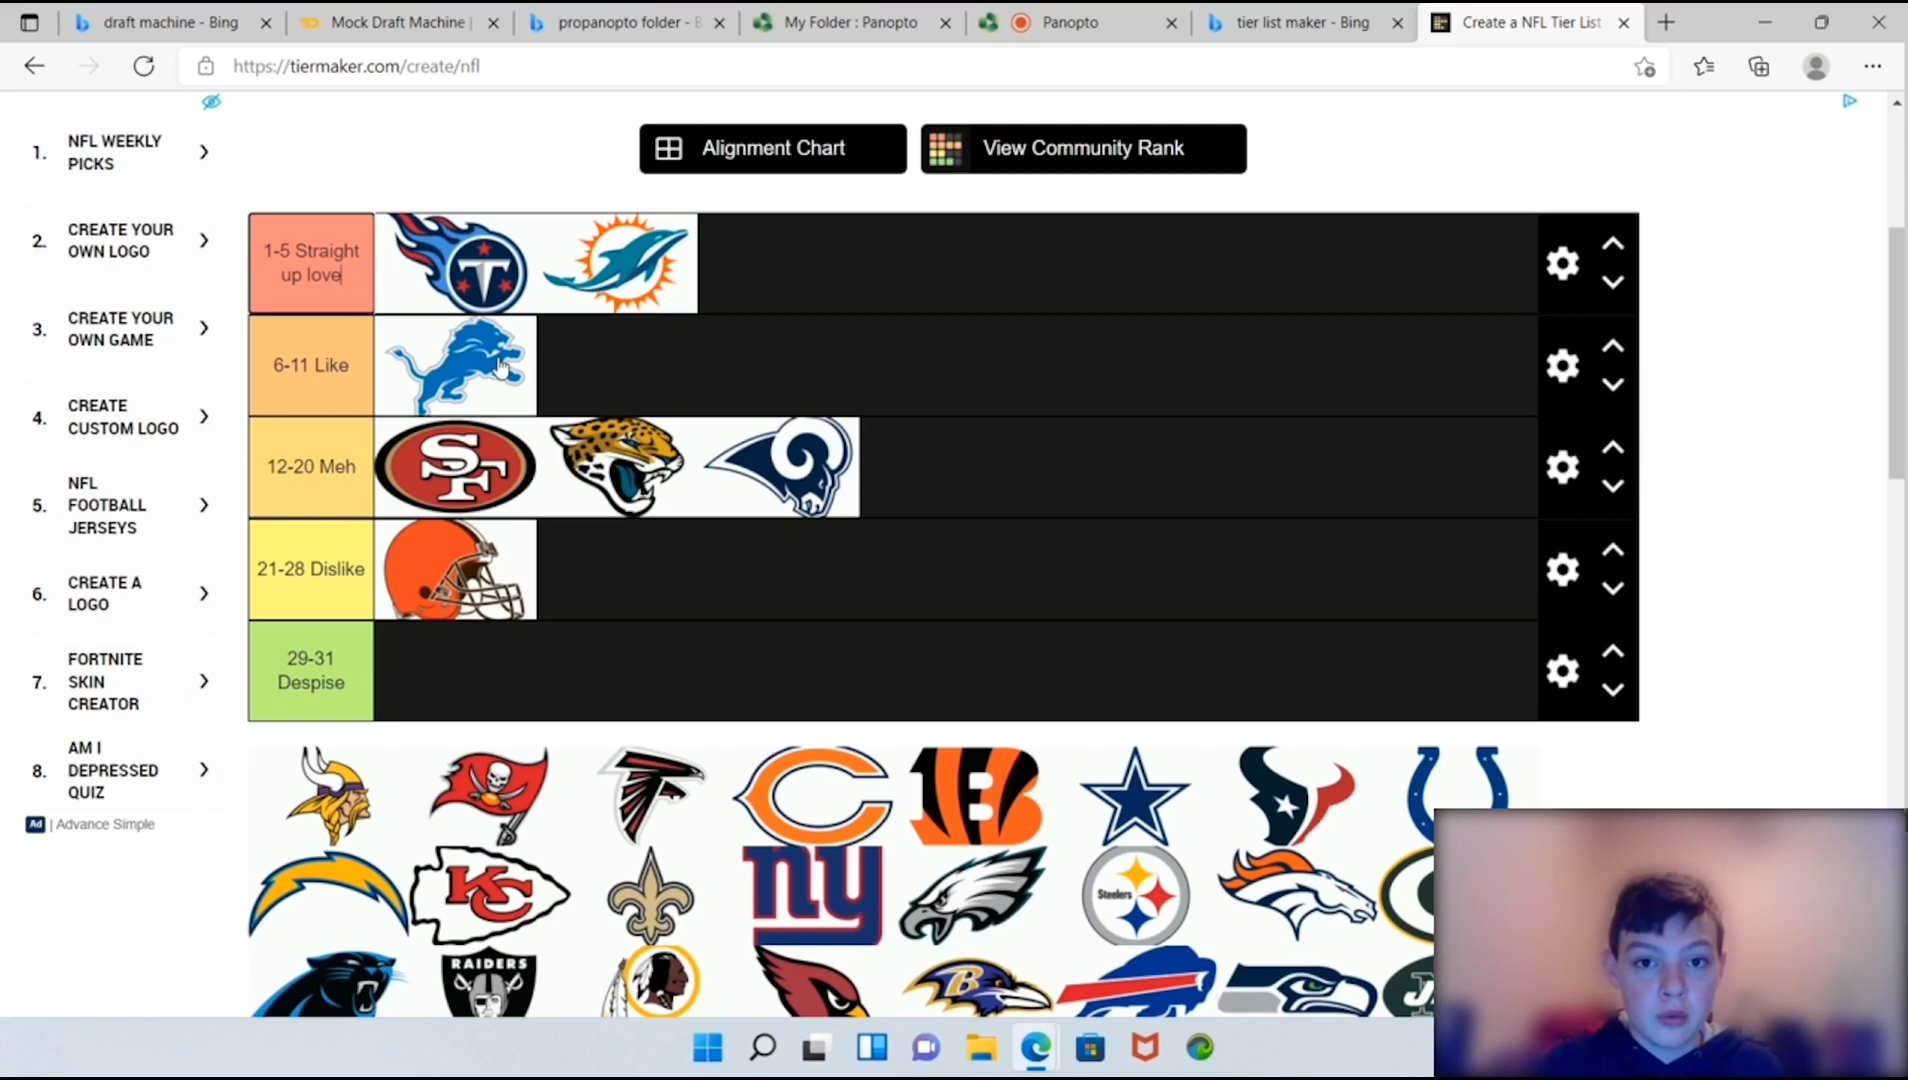 draft machine - Bing
Mock Draft Machine |
propanopto folder - B
My Folder : Panopto
Panopto
tier list maker - Bing
Create a NFL Tier List
https://tiermaker.com/create/nfl
Alignment Chart
View Community Rank
1. NFL WEEKLY
PICKS
2. CREATE YOUR
OWN LOGO
3. CREATE YOUR
OWN GAME
4. CREATE
CUSTOM LOGO
5. NFL
FOOTBALL
JERSEYS
6. CREATE A
LOGO
7. FORTNITE
SKIN
CREATOR
8. AM I
DEPRESSED
QUIZ
Ad | Advance Simple
1-5 Straight
up love
T
6-11 Like
12-20 Meh
SF
21-28 Dislike
29-31
Despise
C
B
KC
ny
Steelers
RAIDERS
B